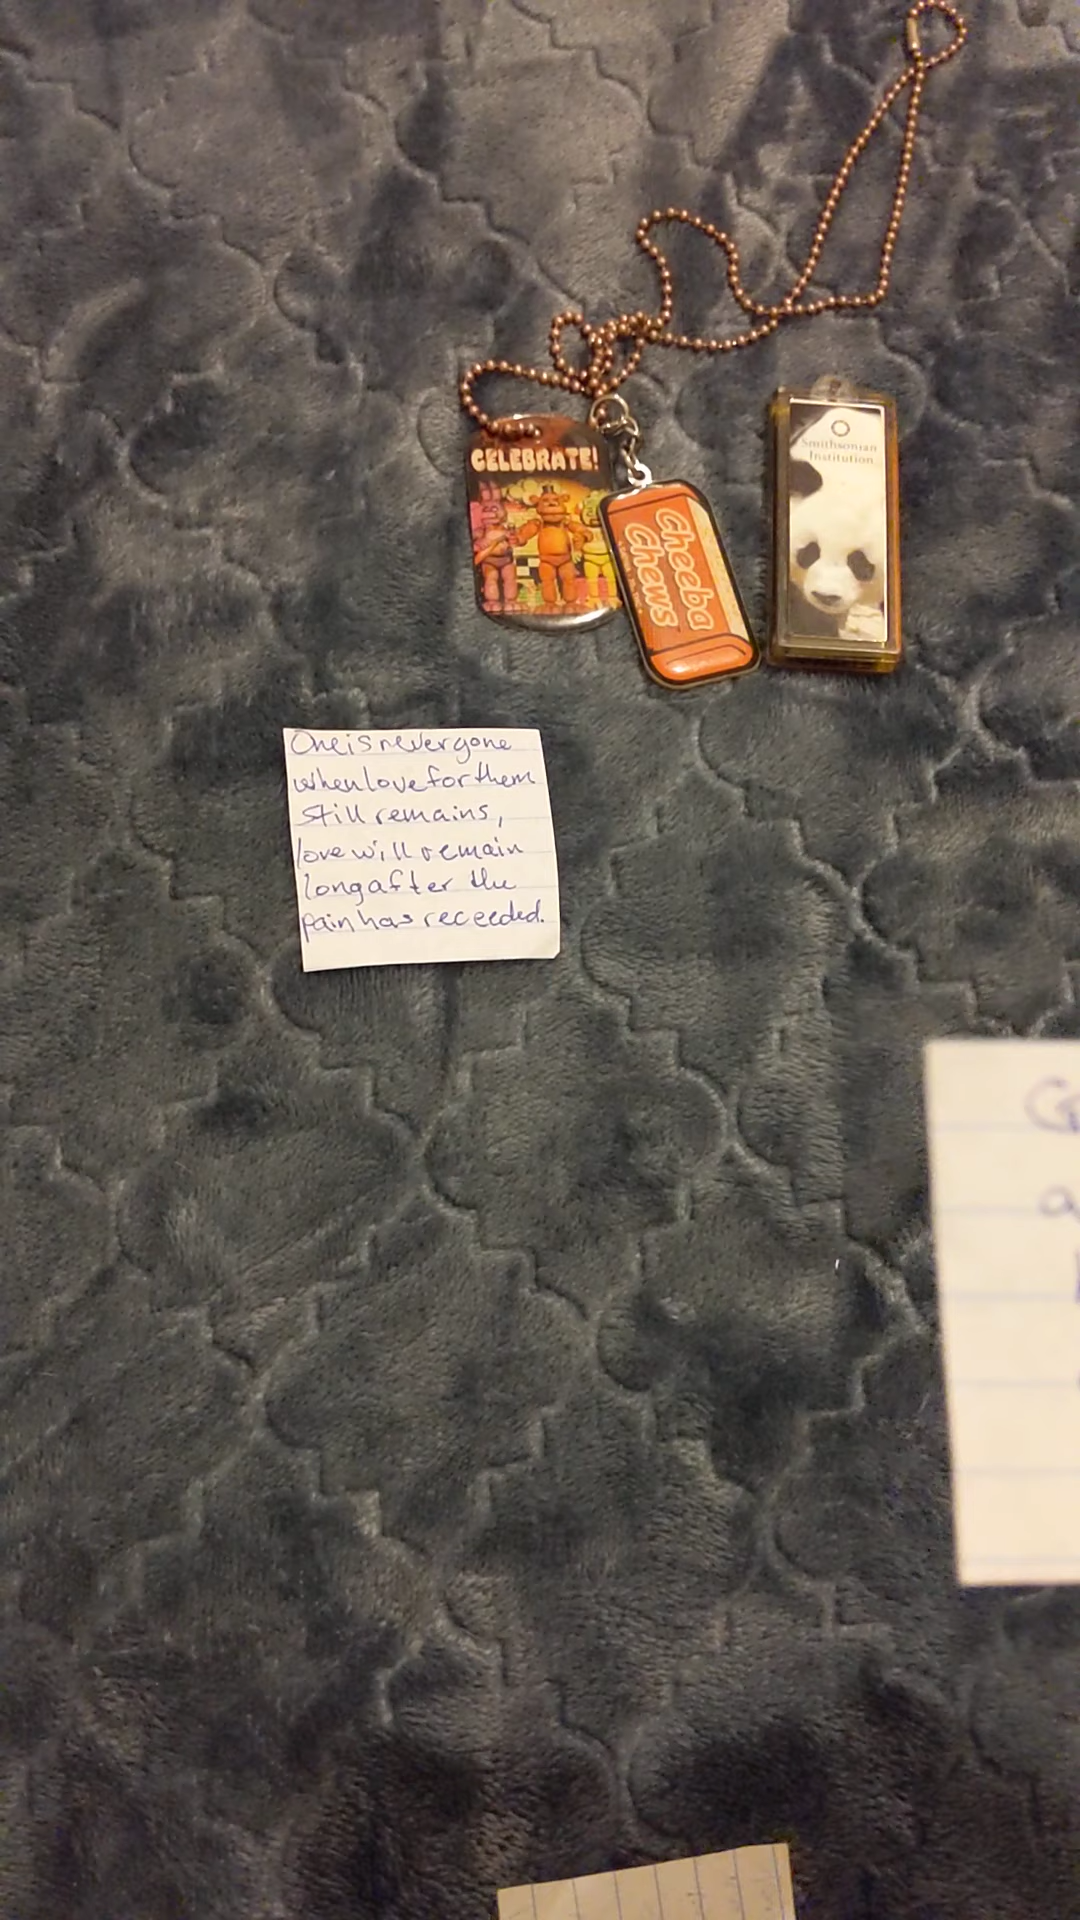 CELEBRATE!
Cheeba
Chews
Smithsonian
Institution
One is never gone
when love for them
still remains,
love will remain
long after the
pain has receeded.
G
a